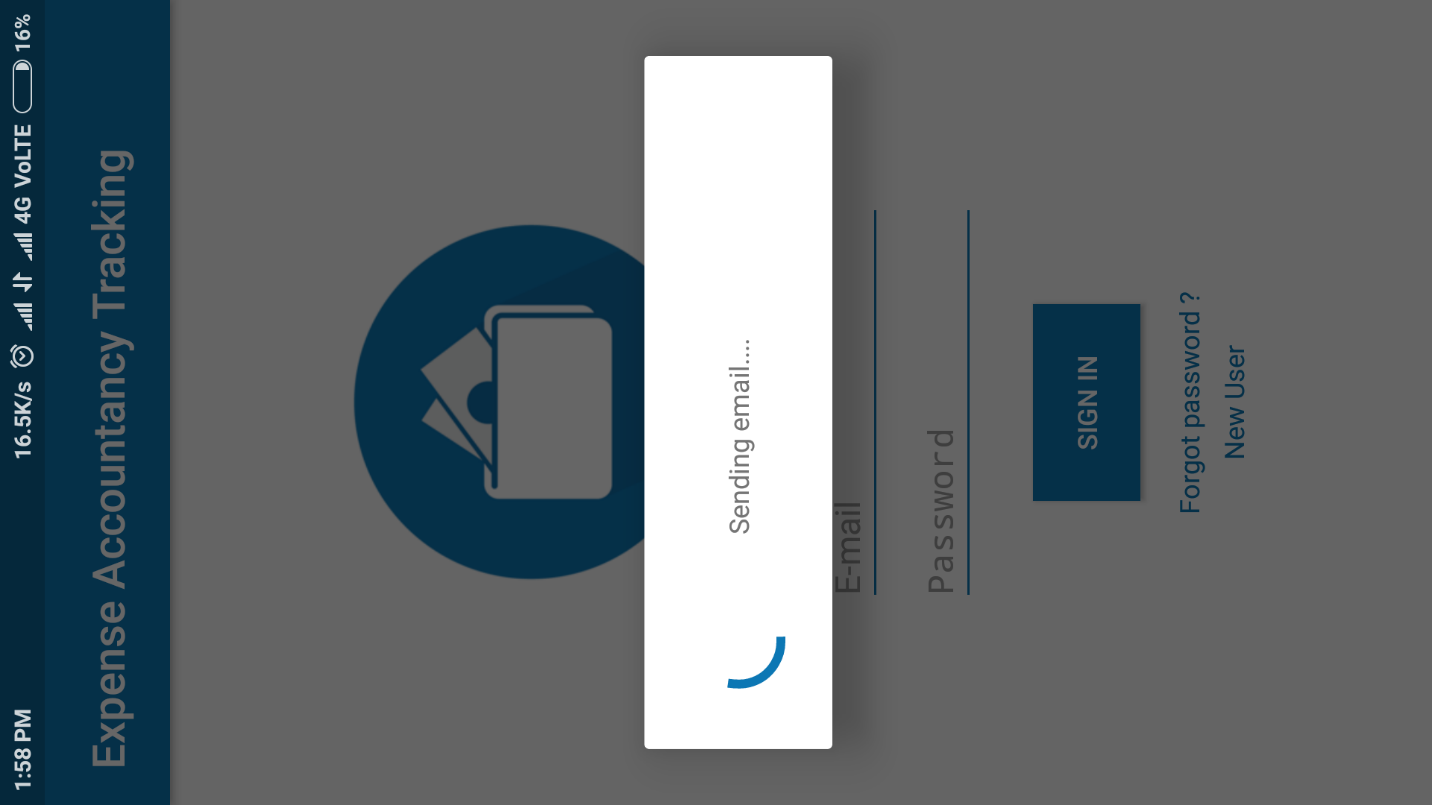 1:58 PM 16.5K/s 4G VoLTE 16%
Expense Accountancy Tracking
Sending email....
E-mail
Password
SIGN IN
Forgot password ?
New User